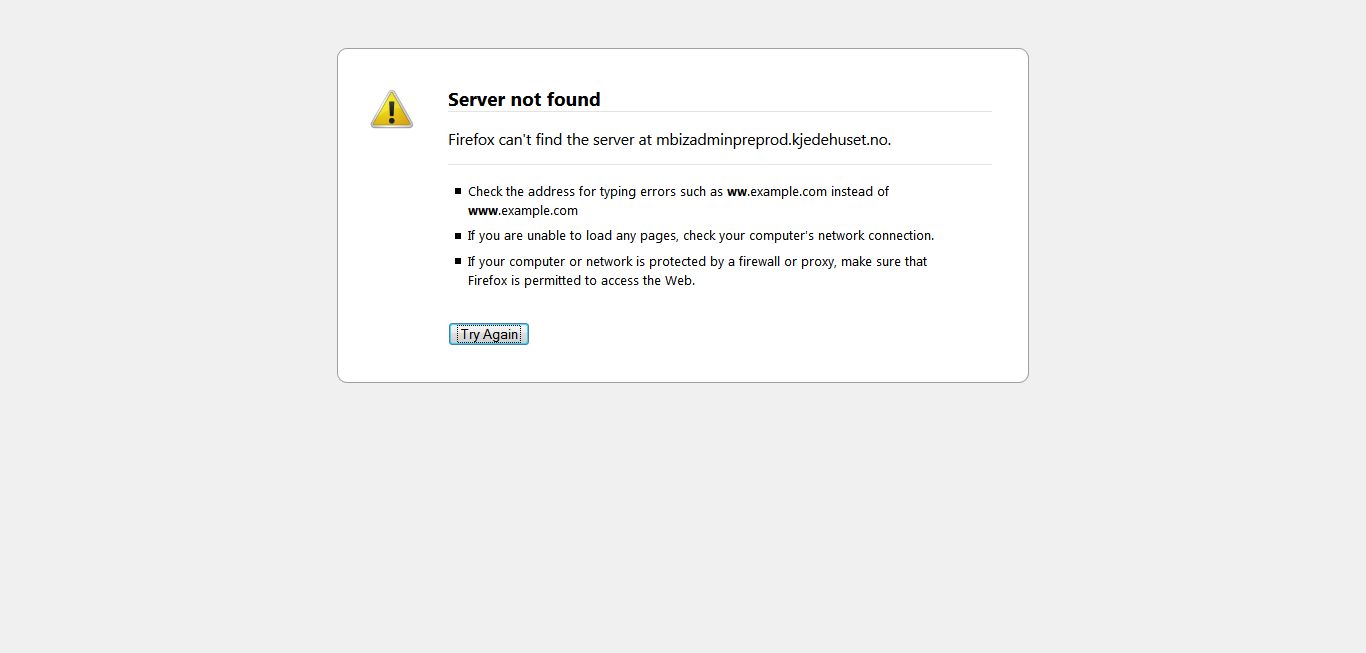 Server not found
Firefox can't find the server at mbizadminpreprod.kjedehuset.no.
Check the address for typing errors such as ww.example.com instead of
www.example.com
If you are unable to load any pages, check your computer's network connection.
If your computer or network is protected by a firewall or proxy, make sure that
Firefox is permitted to access the Web.
Try Again